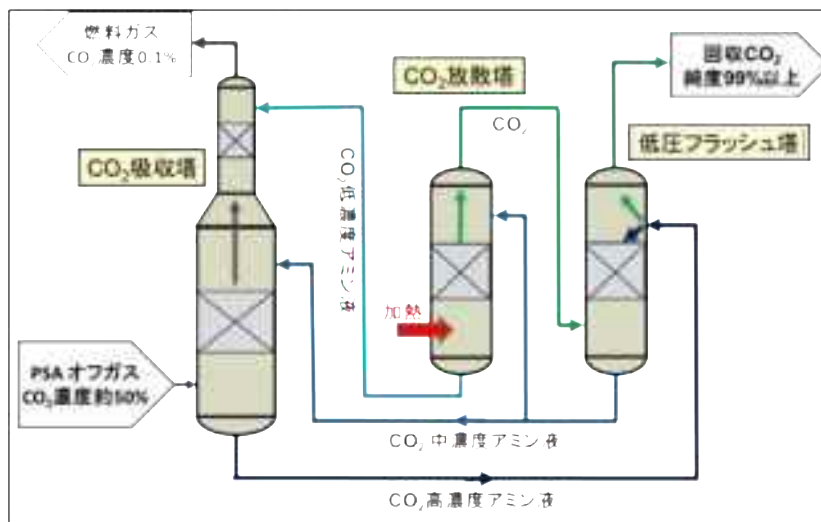 燃料ガス
CO₂濃度0.1%
CO₂吸収塔
PSA オフガス
CO₂濃度約50%
CO₂低濃度アミン液
CO₂放散塔
CO₂
加熱
回収CO₂
純度99%以上
低圧フラッシュ塔
CO₂中濃度アミン液
CO₂高濃度アミン液